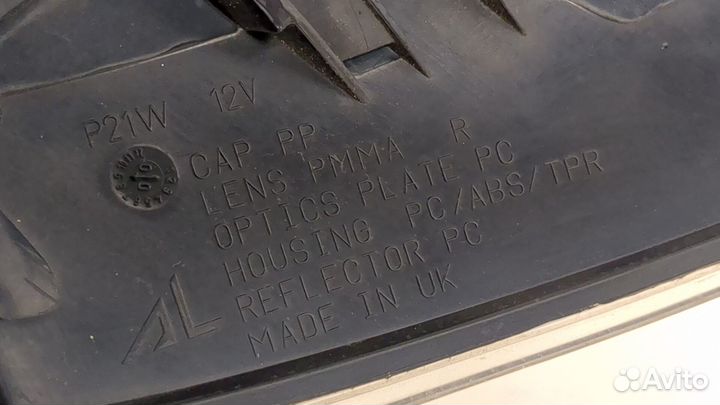 P21W 12V
CAP PP
LENS PMMA R
OPTICS PLATE PC
HOUSING PC/ABS/TPR
REFLECTOR PC
MADE IN UK
AL
Avito